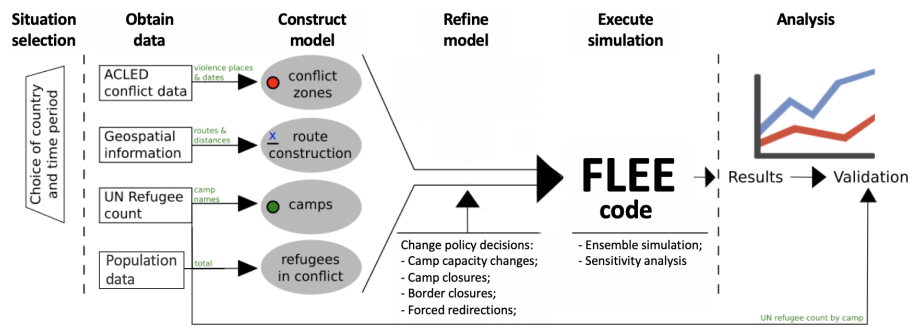 Situation
selection
Obtain
data
Construct
model
Refine
model
Execute
simulation
Analysis
Choice of country
and time period
ACLED
conflict data
violence places
& dates
conflict
zones
Geospatial
information
routes &
distances
x
route
construction
UN Refugee
count
camp
names
camps
Population
data
total
refugees
in conflict
Change policy decisions:
- Camp capacity changes;
- Camp closures;
- Border closures;
- Forced redirections;
FLEE
code
- Ensemble simulation;
- Sensitivity analysis
Results
Validation
UN refugee count by camp